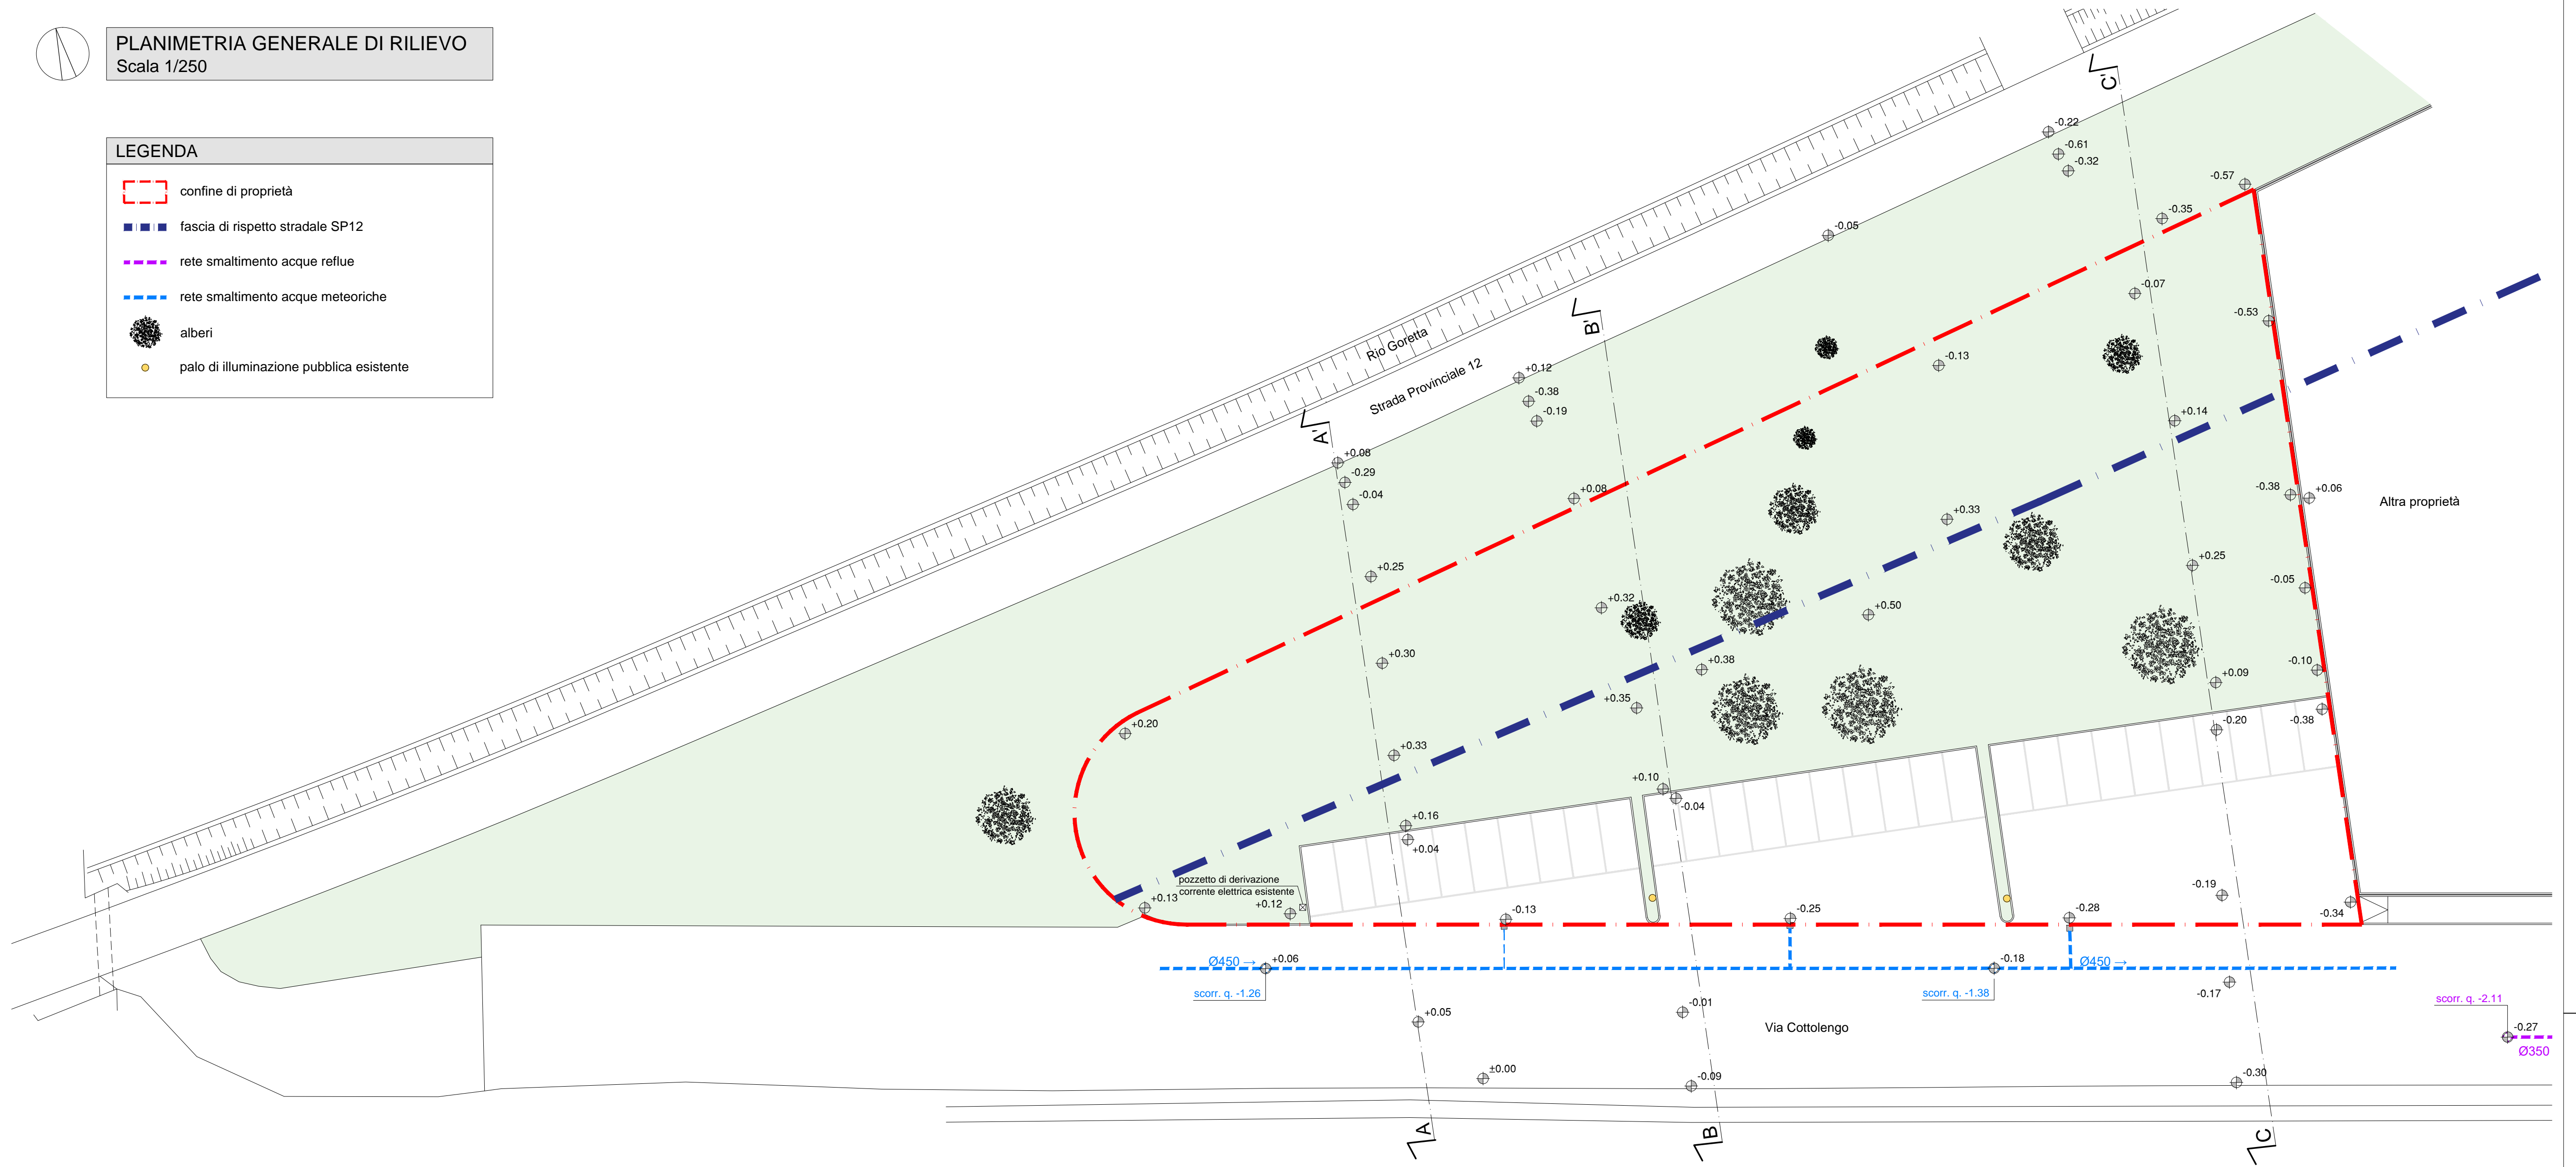 PLANIMETRIA GENERALE DI RILIEVO
Scala 1/250
LEGENDA
confine di proprietà
fascia di rispetto stradale SP12
rete smaltimento acque reflue
rete smaltimento acque meteoriche
alberi
palo di illuminazione pubblica esistente
C'
-0.22
-0.61
-0.32
-0.57
-0.35
-0.05
-0.07
-0.53
B'
Rio Goretta
Strada Provinciale 12
-0.13
+0.12
-0.38
-0.19
+0.14
A'
+0.08
-0.29
-0.04
+0.08
-0.38
+0.06
Altra proprietà
+0.33
+0.25
+0.25
-0.05
+0.32
+0.50
+0.30
+0.38
-0.10
+0.09
+0.35
+0.20
-0.20
-0.38
+0.33
+0.10
-0.04
+0.16
+0.04
pozzetto di derivazione
corrente elettrica esistente
+0.13
+0.12
-0.13
-0.25
-0.28
-0.19
-0.34
Ø450 →
+0.06
-0.18
Ø450 →
scorr. q. -1.26
scorr. q. -1.38
-0.17
scorr. q. -2.11
+0.05
-0.01
Via Cottolengo
-0.27
Ø350
±0.00
-0.09
-0.30
A
B
C